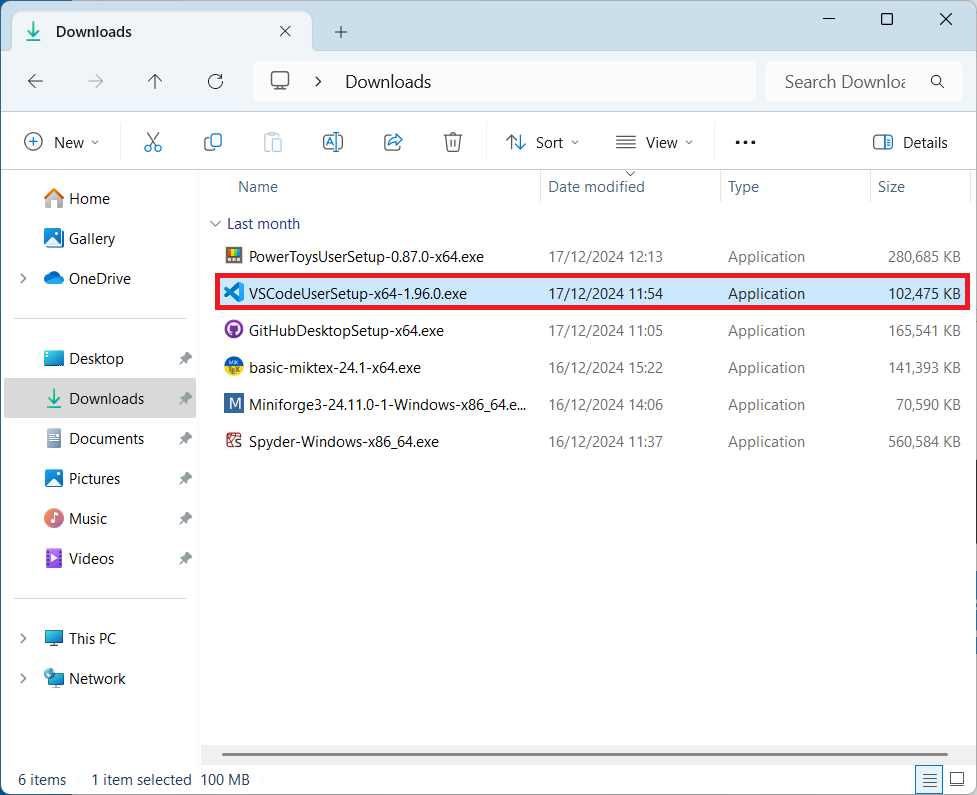 Downloads
Downloads
Search Downloa
New
Sort
View
Details
Name Date modified Type Size
Home
Gallery
OneDrive
Desktop
Downloads
Documents
Pictures
Music
Videos
This PC
Network
Last month
PowerToysUserSetup-0.87.0-x64.exe 17/12/2024 12:13 Application 280,685 KB
VSCodeUserSetup-x64-1.96.0.exe 17/12/2024 11:54 Application 102,475 KB
GitHubDesktopSetup-x64.exe 17/12/2024 11:05 Application 165,541 KB
basic-miktex-24.1-x64.exe 16/12/2024 15:22 Application 141,393 KB
M Miniforge3-24.11.0-1-Windows-x86_64.e... 16/12/2024 14:06 Application 70,590 KB
Spyder-Windows-x86_64.exe 16/12/2024 11:37 Application 560,584 KB
6 items 1 item selected 100 MB